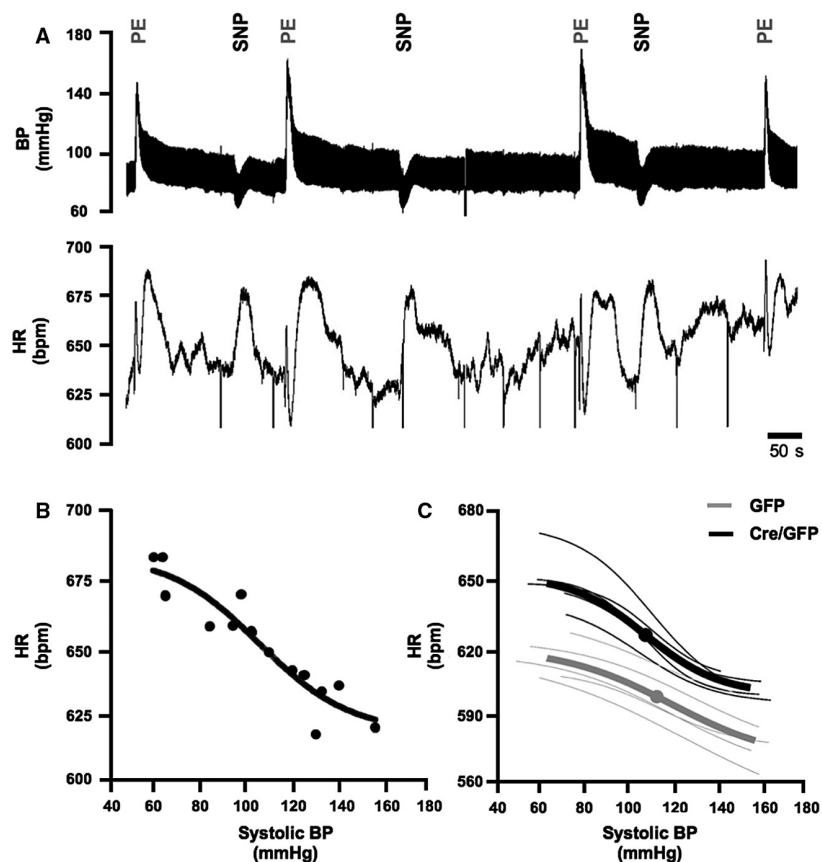 A
PE
SNP
PE
SNP
PE
SNP
PE
180
140
100
60
BP
(mmHg)
700
675
650
625
600
HR
(bpm)
50 s
B
700
675
650
625
600
HR
(bpm)
40 60 80 100 120 140 160 180
Systolic BP
(mmHg)
C
GFP
Cre/GFP
680
650
620
590
560
HR
(bpm)
40 60 80 100 120 140 160 180
Systolic BP
(mmHg)